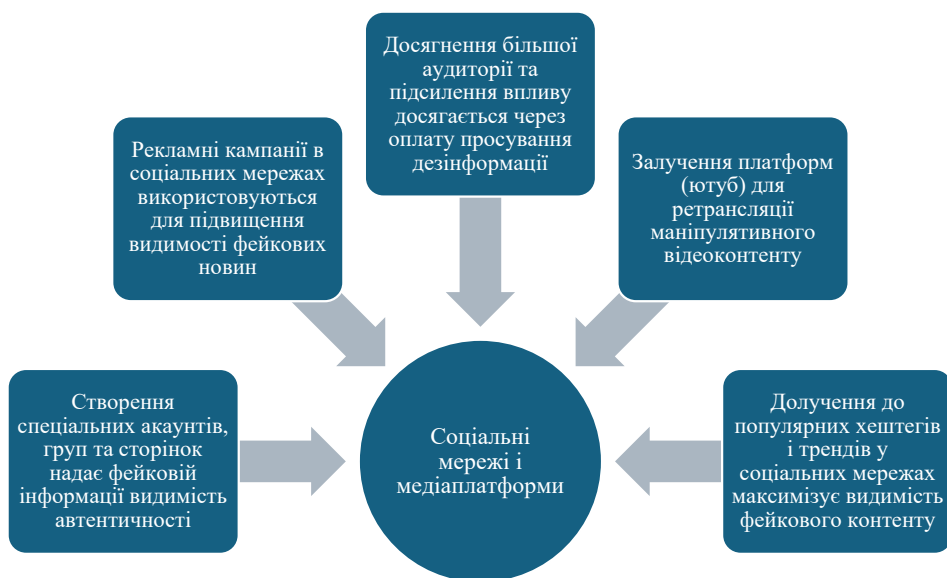 Досягнення більшої
аудиторії та
підсилення впливу
досягається через
оплату просування
дезінформації
Рекламні кампанії в
соціальних мережах
використовуються
для підвищення
видимості фейкових
новин
Залучення платформ
(ютуб) для
ретрансляції
маніпулятивного
відеоконтенту
Створення
спеціальних акаунтів,
груп та сторінок
надає фейковій
інформації видимість
автентичності
Соціальні
мережі і
медіаплатформи
Долучення до
популярних хештегів
і трендів у
соціальних мережах
максимізує видимість
фейкового контенту